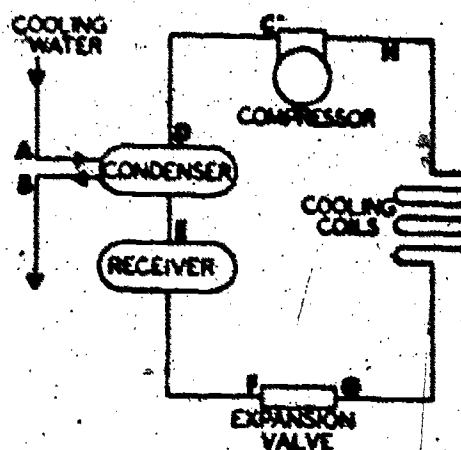 COOLING
WATER
C
H
COMPRESSOR
D
A
CONDENSER
B
COOLING
COILS
E
RECEIVER
F
G
EXPANSION
VALVE